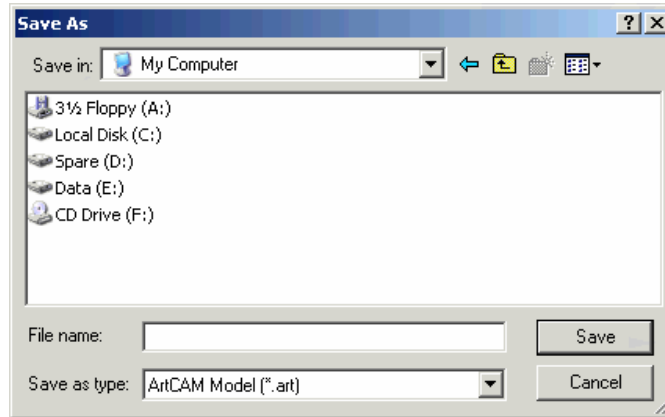 Save As
Save in: My Computer
3½ Floppy (A:)
Local Disk (C:)
Spare (D:)
Data (E:)
CD Drive (F:)
File name: Save
Save as type: ArtCAM Model (*.art) Cancel